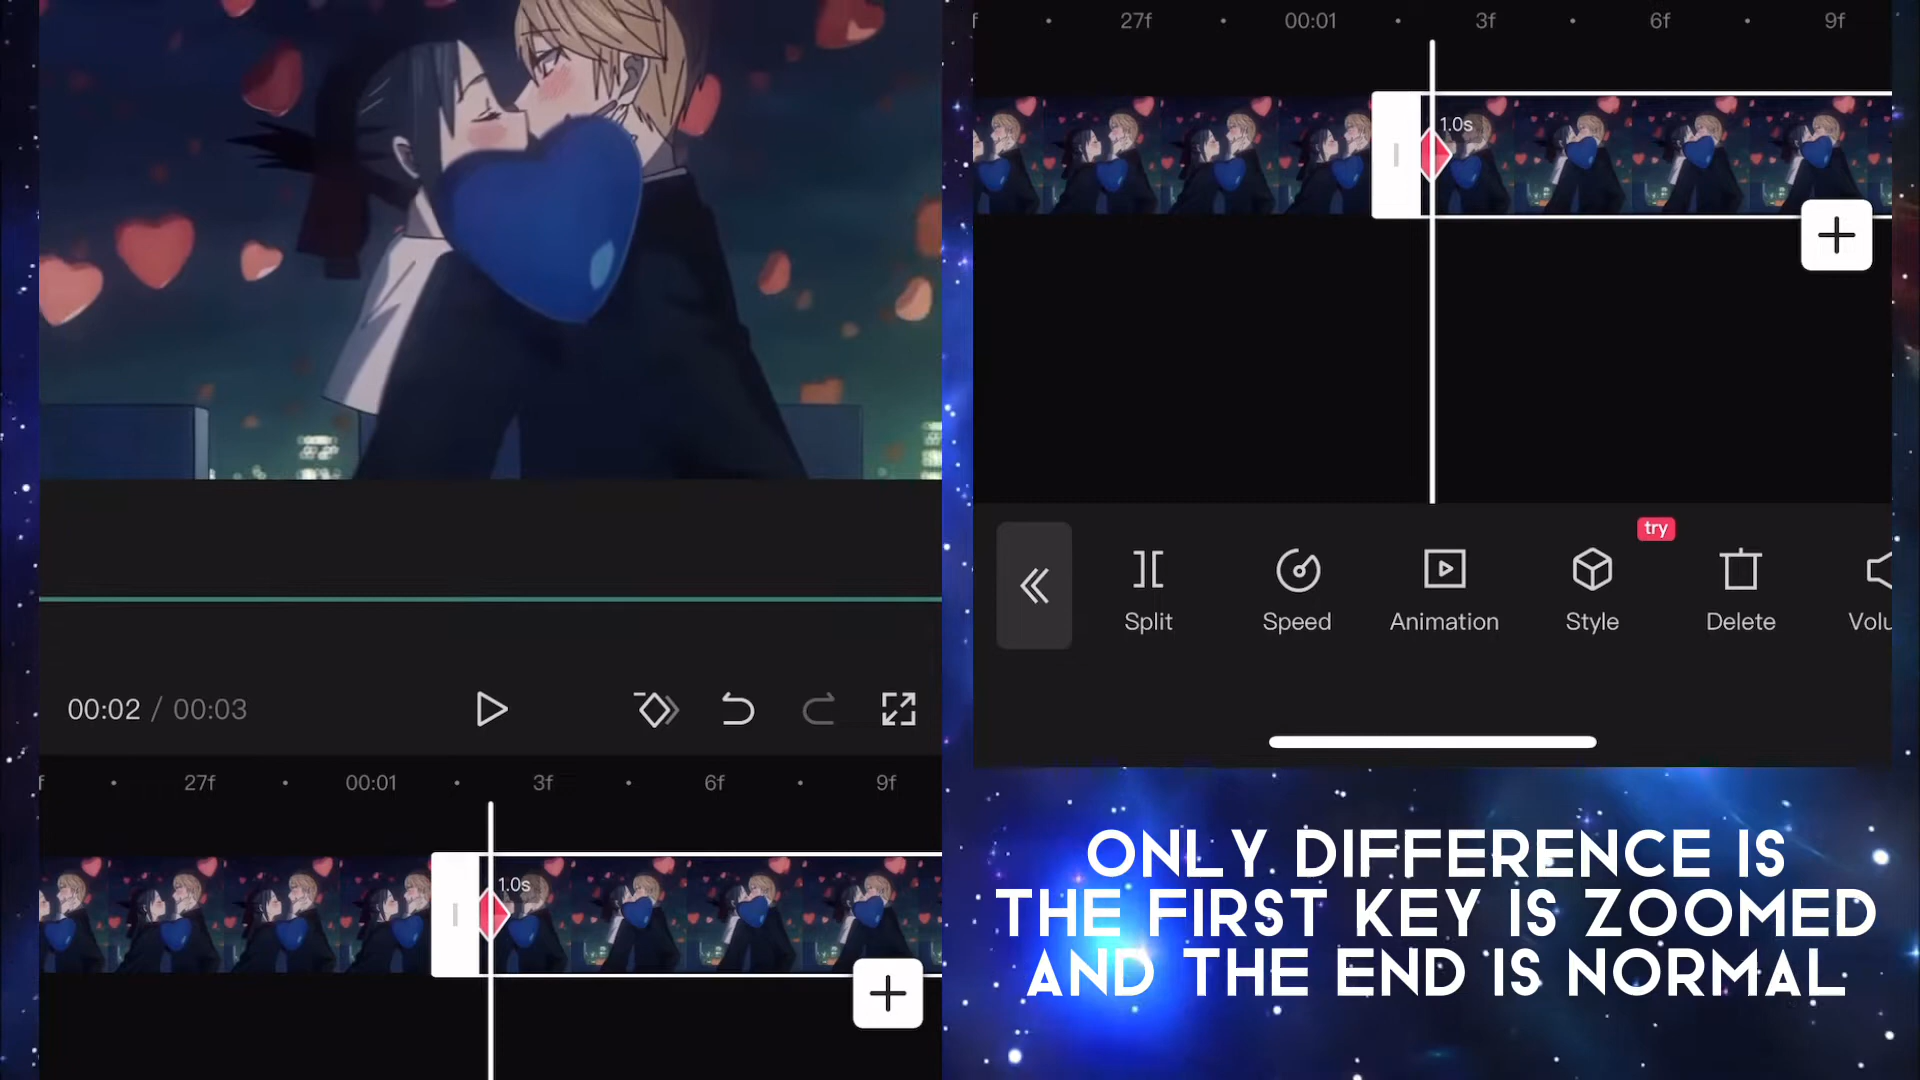 00:02 / 00:03
f 27f 00:01 3f 6f 9f
1.0s
f 27f 00:01 3f 6f 9f
1.0s
try
Split Speed Animation Style Delete Volu
ONLY DIFFERENCE IS
THE FIRST KEY IS ZOOMED
AND THE END IS NORMAL